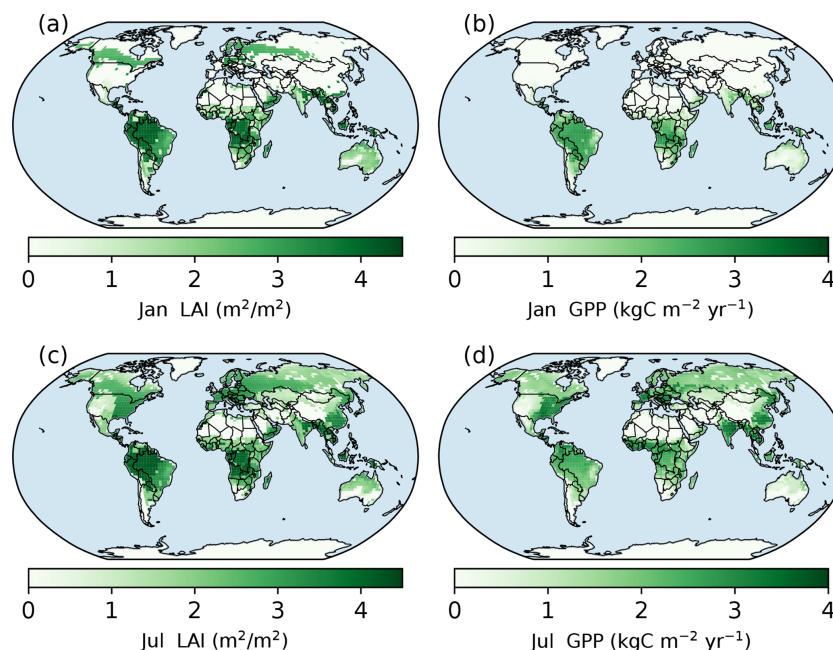 (a)
(b)
0 1 2 3 4
Jan LAI (m²/m²)
0 1 2 3 4
Jan GPP (kgC m⁻² yr⁻¹)
(c)
(d)
0 1 2 3 4
Jul LAI (m²/m²)
0 1 2 3 4
Jul GPP (kgC m⁻² yr⁻¹)